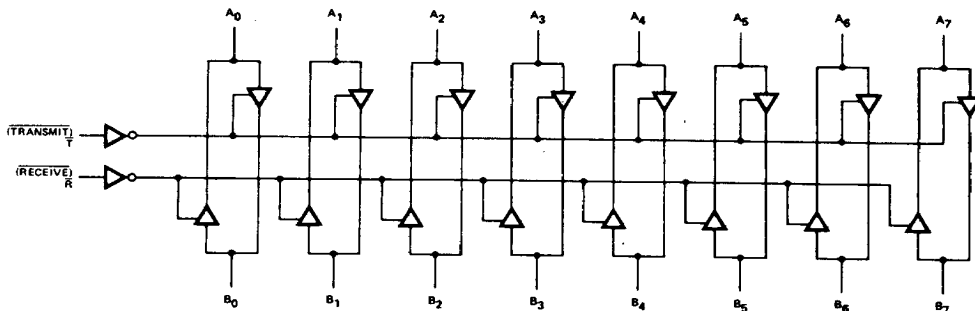 A0 A1 A2 A3 A4 A5 A6 A7
(TRANSMIT)
T
(RECEIVE)
R
B0 B1 B2 B3 B4 B5 B6 B7